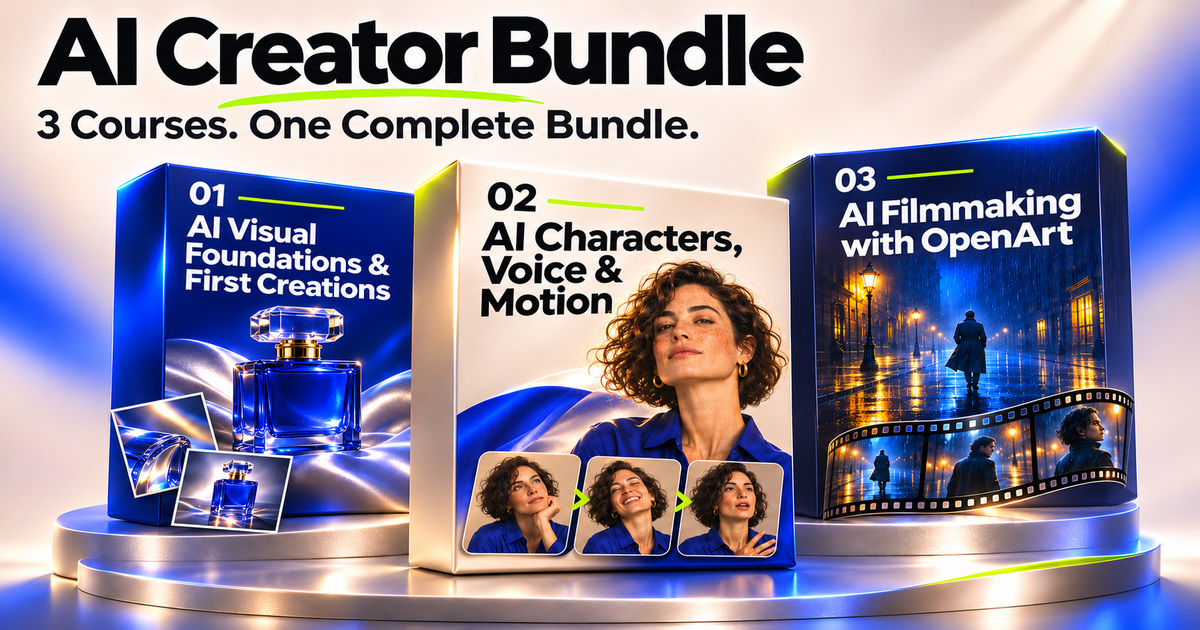 AI Creator Bundle
3 Courses. One Complete Bundle.
01
AI Visual
Foundations &
First Creations
02
AI Characters,
Voice &
Motion
03
AI Filmmaking
with OpenArt